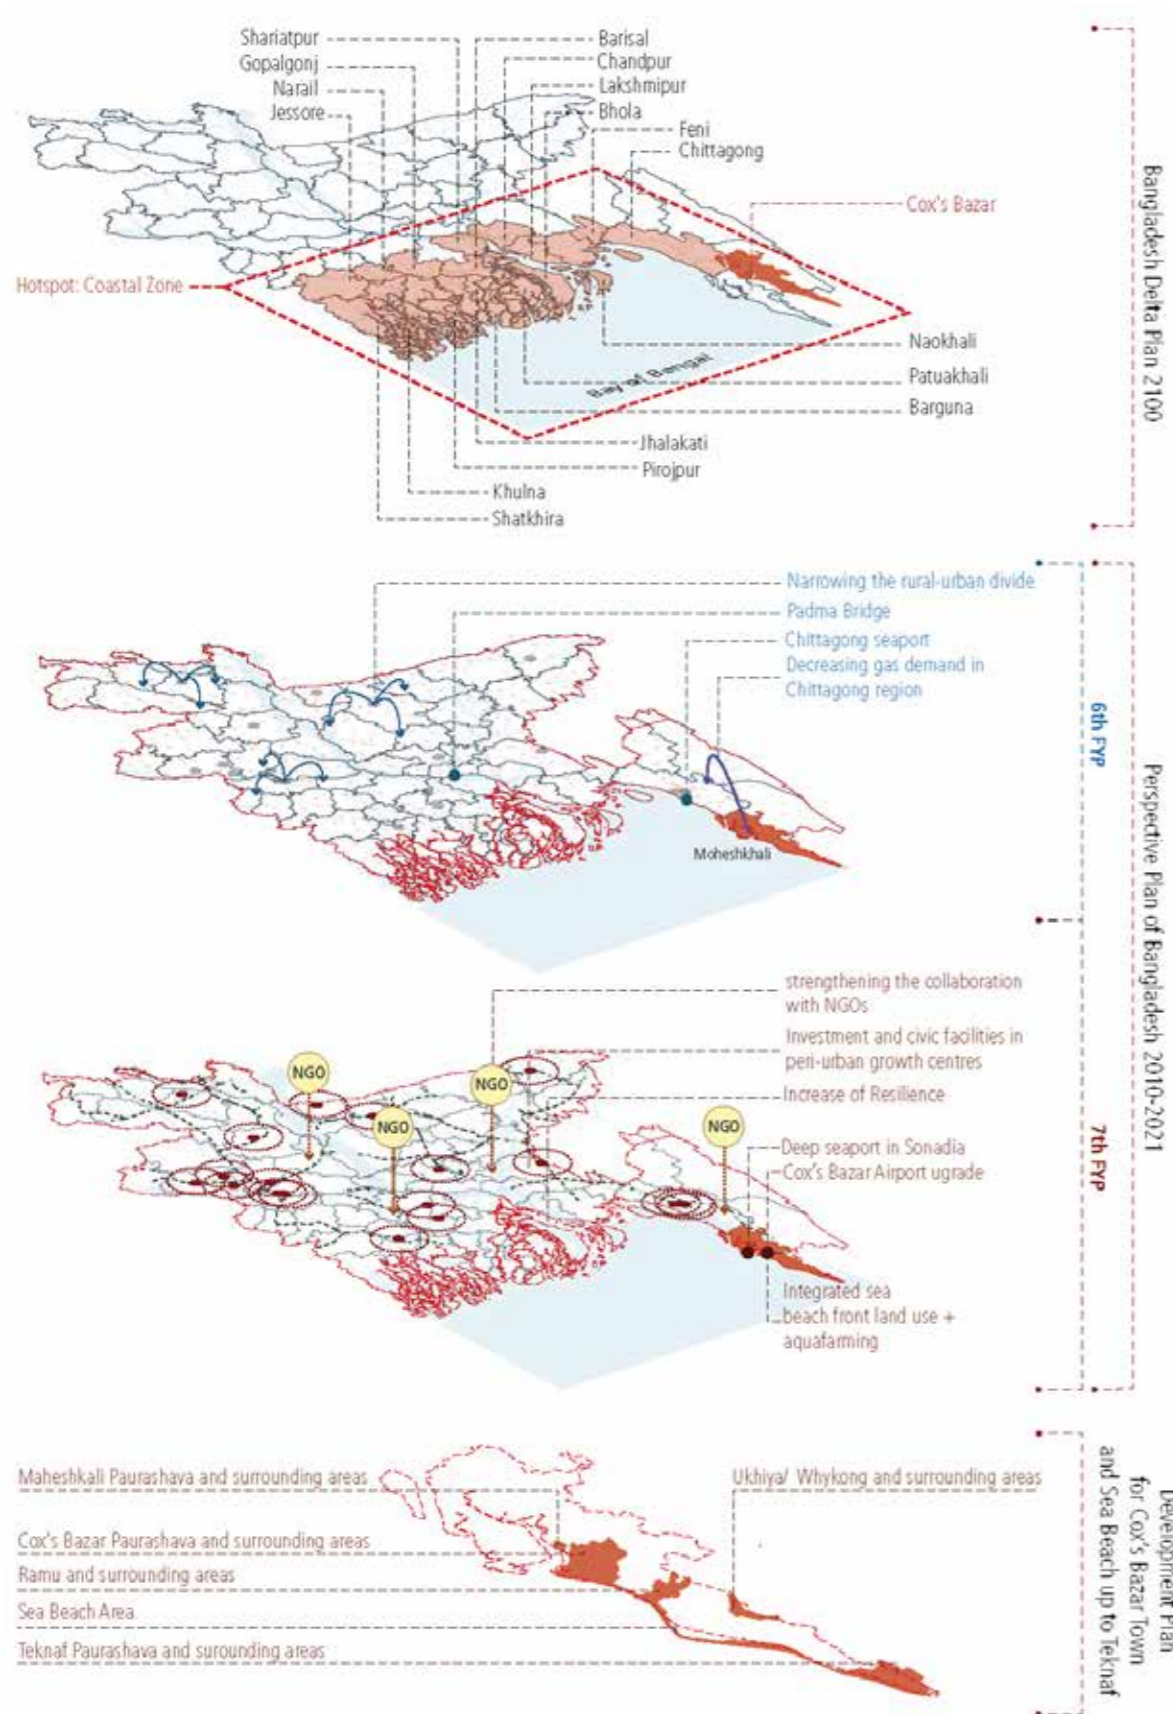 Shariatpur
Gopalgonj
Narail
Jessore
Barisal
Chandpur
Lakshmipur
Bhola
Feni
Chittagong
Cox's Bazar
Hotspot: Coastal Zone
Naokhali
Patuakhali
Barguna
Bay of Bengal
Jhalakati
Pirojpur
Khulna
Shatkhira
Bangladesh Delta Plan 2100
Narrowing the rural-urban divide
Padma Bridge
Chittagong seaport
Decreasing gas demand in
Chittagong region
Moheshkhali
6th FYP
Perspective Plan of Bangladesh 2010-2021
strengthening the collaboration
with NGOs
Investment and civic facilities in
peri-urban growth centres
Increase of Resilience
NGO
NGO
NGO
NGO
Deep seaport in Sonadia
Cox's Bazar Airport ugrade
Integrated sea
beach front land use +
aquafarming
7th FYP
Maheshkali Paurashava and surrounding areas
Ukhiya/ Whykong and surrounding areas
Cox's Bazar Paurashava and surrounding areas
Ramu and surrounding areas
Sea Beach Area
Teknaf Paurashava and surounding areas
Development Plan
for Cox's Bazar Town
and Sea Beach up to Teknaf